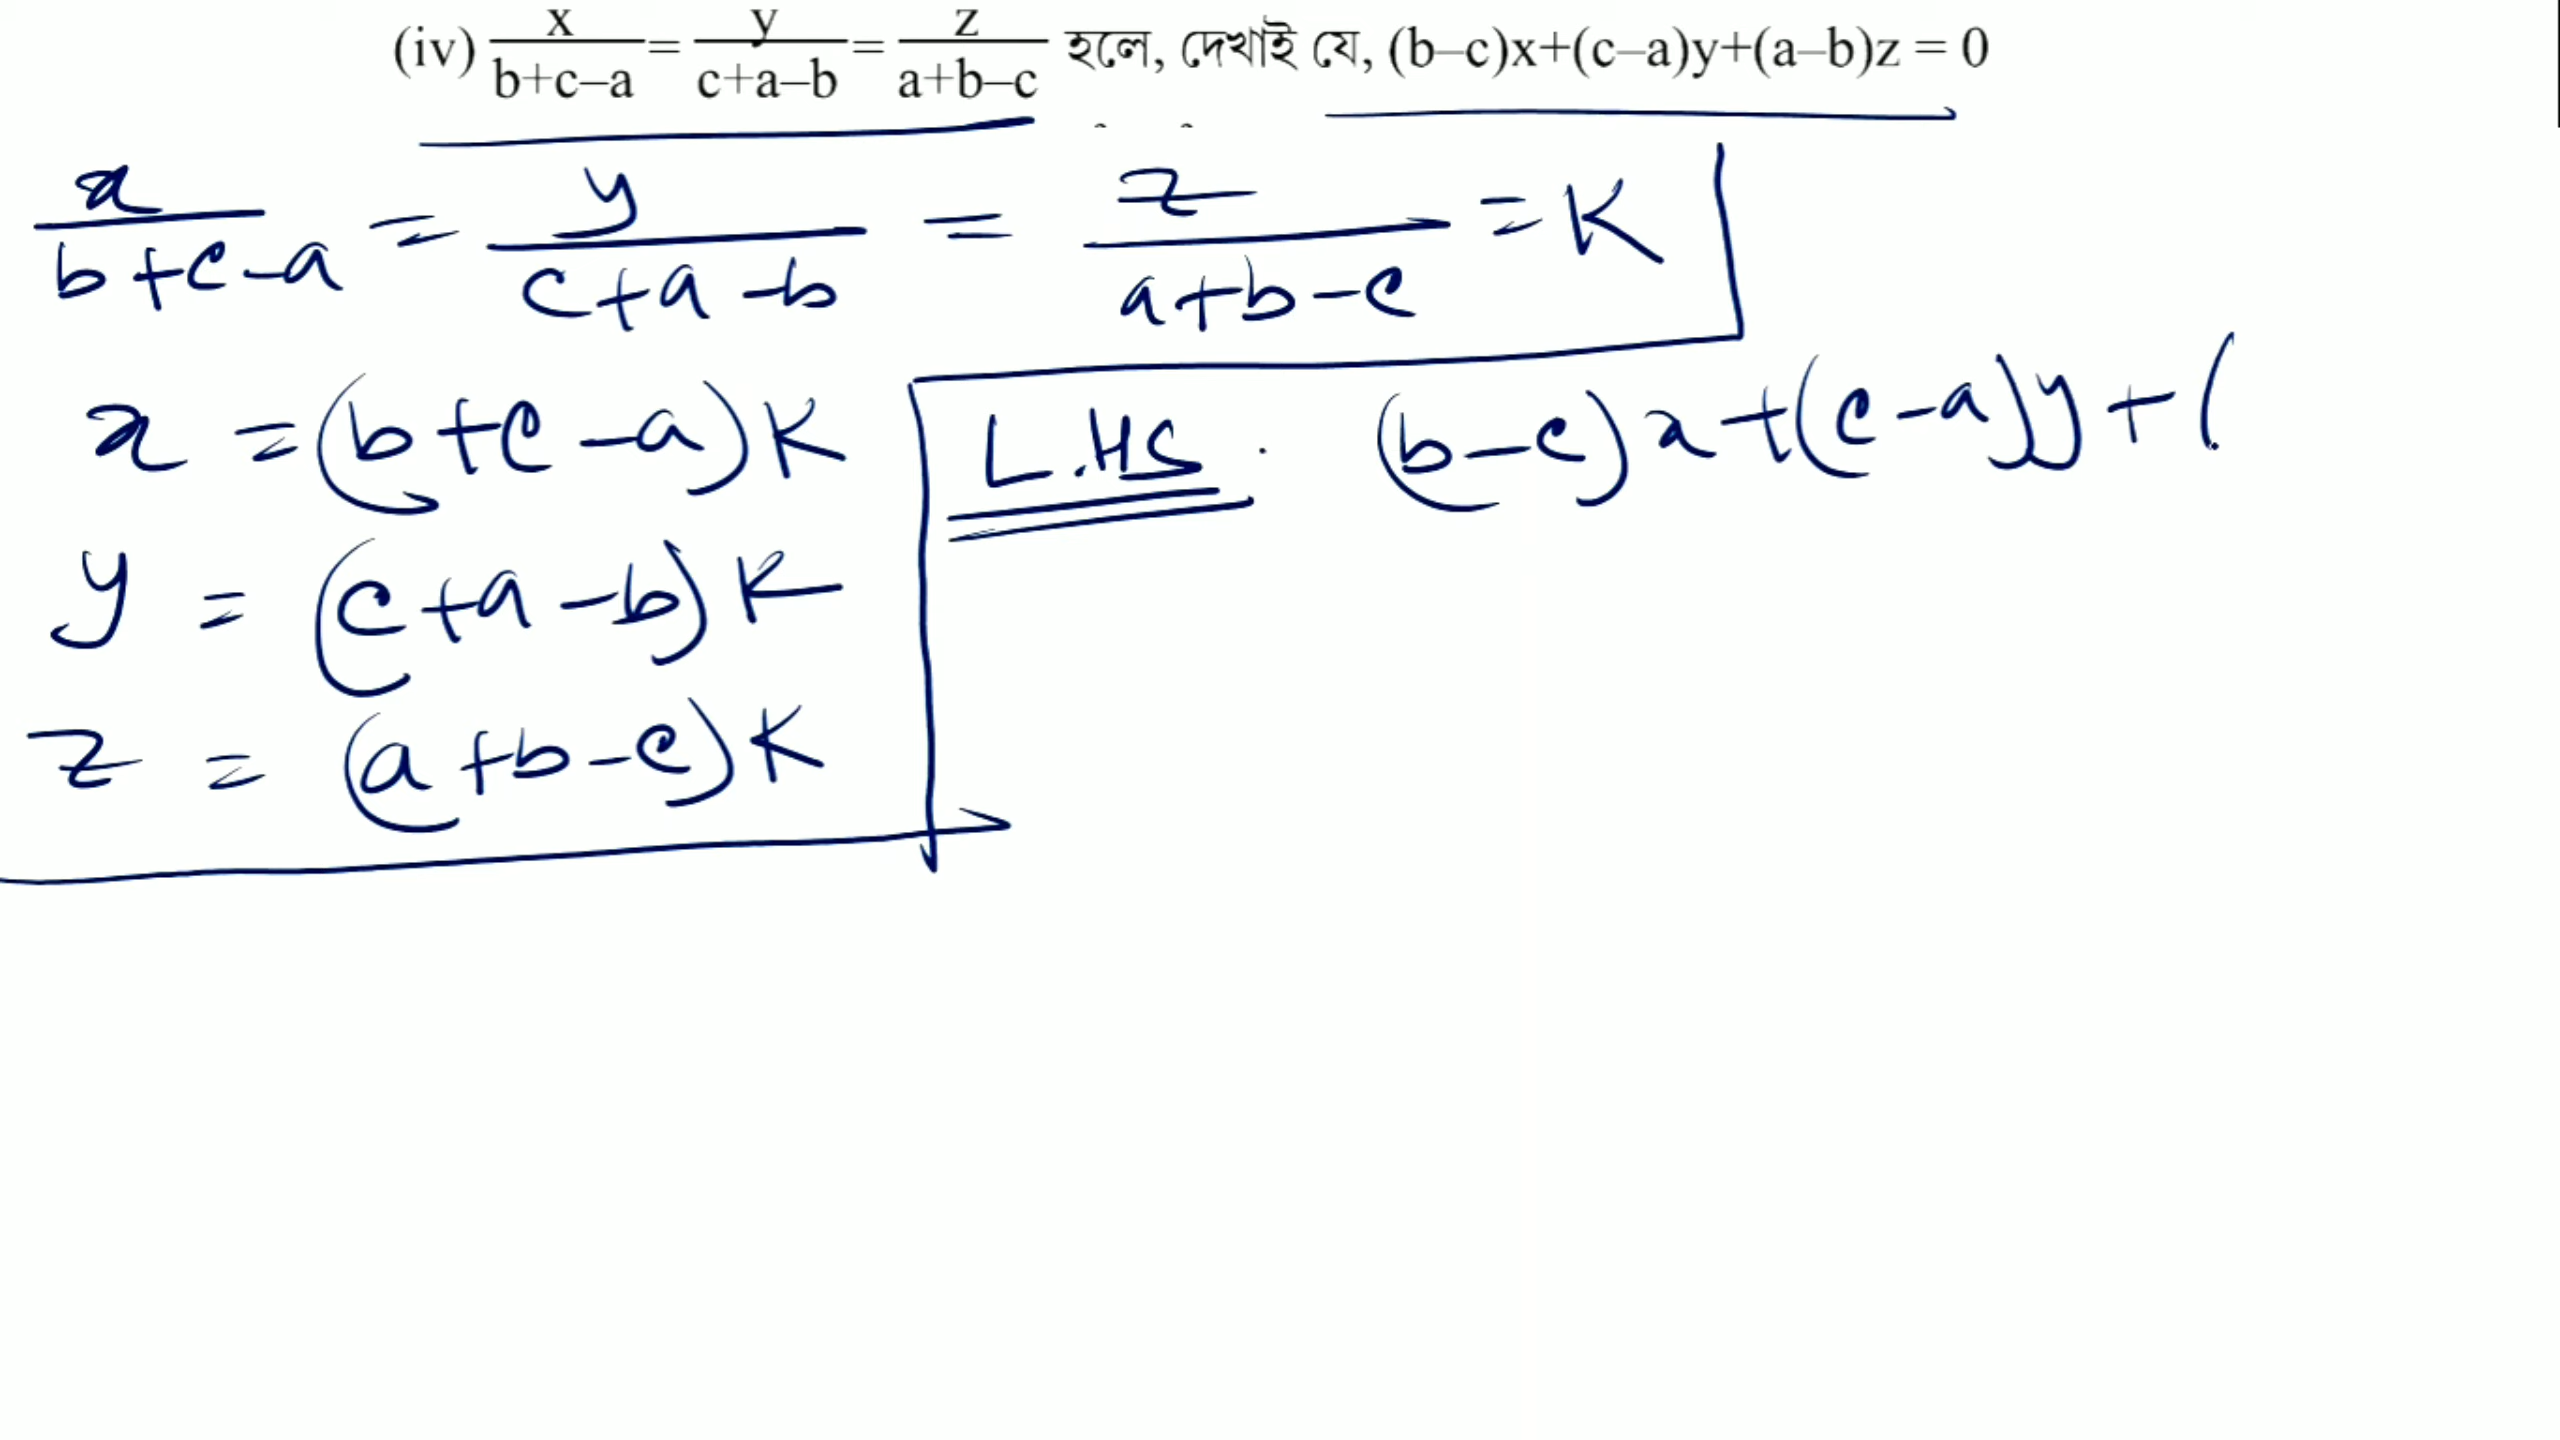 (iv) x/(b+c–a) = y/(c+a–b) = z/(a+b–c) হলে, দেখাই যে, (b–c)x+(c–a)y+(a–b)z = 0
x/(b+c-a) = y/(c+a-b) = z/(a+b-c) = K
x = (b+c-a)K
y = (c+a-b)K
z = (a+b-c)K
L.HS. (b-c)x+(c-a)y+(